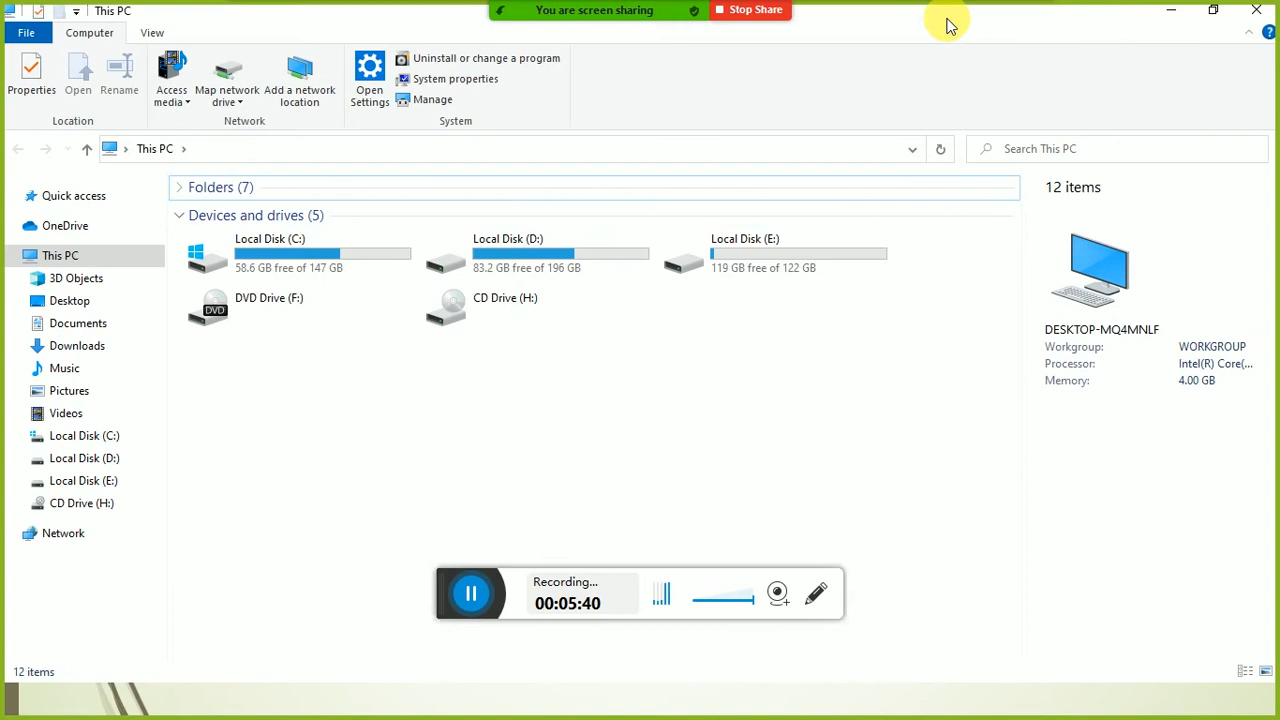 This PC
You are screen sharing
Stop Share
File
Computer
View
Properties
Open
Rename
Location
Access media
Map network drive
Add a network location
Network
Open Settings
Uninstall or change a program
System properties
Manage
System
This PC
Search This PC
Quick access
OneDrive
This PC
3D Objects
Desktop
Documents
Downloads
Music
Pictures
Videos
Local Disk (C:)
Local Disk (D:)
Local Disk (E:)
CD Drive (H:)
Network
Folders (7)
Devices and drives (5)
Local Disk (C:)
58.6 GB free of 147 GB
Local Disk (D:)
83.2 GB free of 196 GB
Local Disk (E:)
119 GB free of 122 GB
DVD Drive (F:)
DVD
CD Drive (H:)
12 items
DESKTOP-MQ4MNLF
Workgroup: WORKGROUP
Processor: Intel(R) Core(...
Memory: 4.00 GB
Recording...
00:05:40
12 items